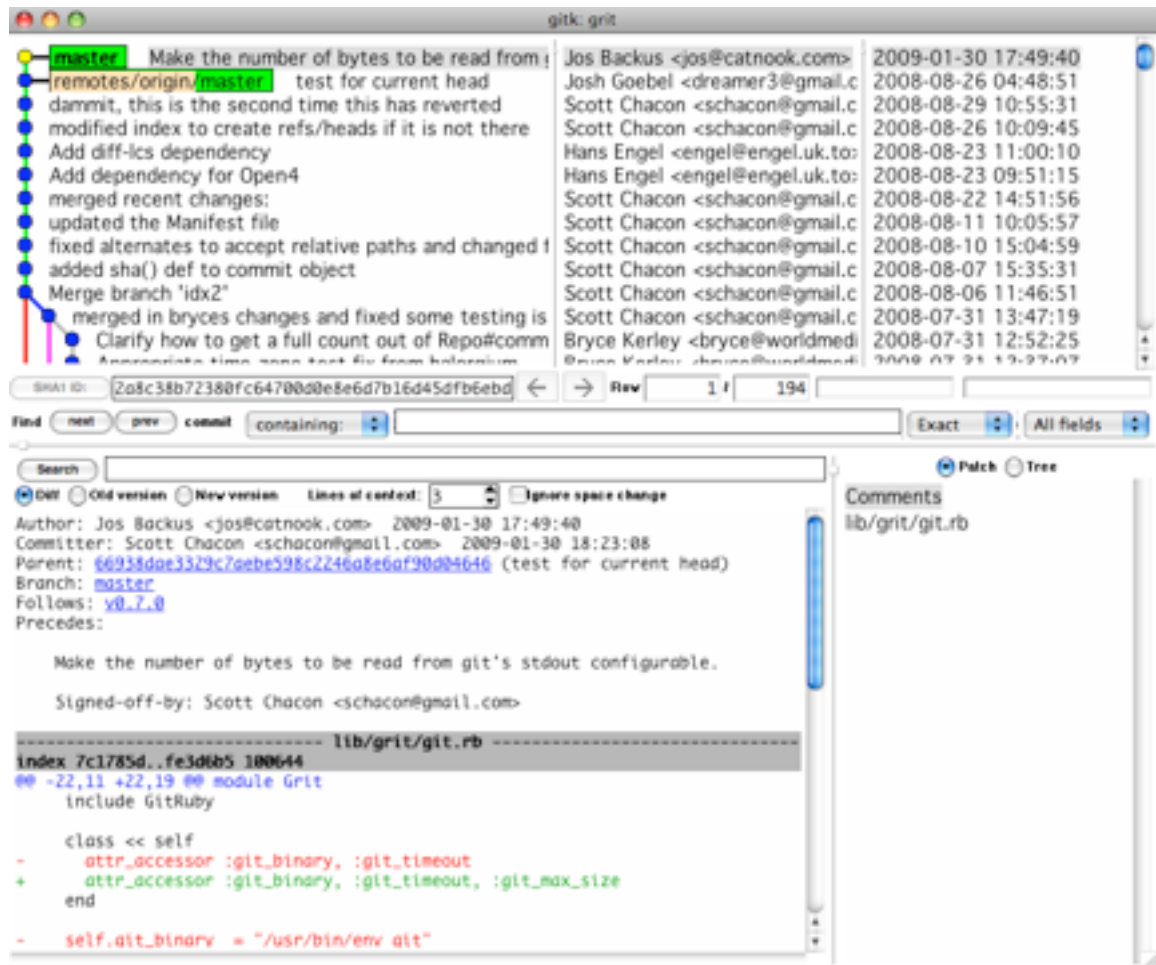 gitk: grit
master Make the number of bytes to be read from g Jos Backus <jos@catnook.com> 2009-01-30 17:49:40
remotes/origin/master test for current head Josh Goebel <dreamer3@gmail.c 2008-08-26 04:48:51
dammit, this is the second time this has reverted Scott Chacon <schacon@gmail.c 2008-08-29 10:55:31
modified index to create refs/heads if it is not there Scott Chacon <schacon@gmail.c 2008-08-26 10:09:45
Add diff-lcs dependency Hans Engel <engel@engel.uk.to> 2008-08-23 11:00:10
Add dependency for Open4 Hans Engel <engel@engel.uk.to> 2008-08-23 09:51:15
merged recent changes: Scott Chacon <schacon@gmail.c 2008-08-22 14:51:56
updated the Manifest file Scott Chacon <schacon@gmail.c 2008-08-11 10:05:57
fixed alternates to accept relative paths and changed f Scott Chacon <schacon@gmail.c 2008-08-10 15:04:59
added sha() def to commit object Scott Chacon <schacon@gmail.c 2008-08-07 15:35:31
Merge branch 'idx2' Scott Chacon <schacon@gmail.c 2008-08-06 11:46:51
merged in bryces changes and fixed some testing is Scott Chacon <schacon@gmail.c 2008-07-31 13:47:19
Clarify how to get a full count out of Repo#comm Bryce Kerley <bryce@worldmedi 2008-07-31 12:52:25
Appropriate time-zone test fix from halorgium Bryce Kerley <bryce@worldmedi 2008-07-31 12:27:07
SHA1 ID: 2a8c38b72380fc64700d0e8e6d7b16d45dfb6ebd ← → Row 1 / 194
Find next prev commit containing: Exact All fields
Search Patch Tree
Diff Old version New version Lines of context: 3 Ignore space change
Comments
lib/grit/git.rb
Author: Jos Backus <jos@catnook.com> 2009-01-30 17:49:40
Committer: Scott Chacon <schacon@gmail.com> 2009-01-30 18:23:08
Parent: 66938dae3329c7aebe598c2246a8e6af90d04646 (test for current head)
Branch: master
Follows: v0.7.0
Precedes:
Make the number of bytes to be read from git's stdout configurable.
Signed-off-by: Scott Chacon <schacon@gmail.com>
------------------------------- lib/grit/git.rb -------------------------------
index 7c1785d..fe3d6b5 100644
@@ -22,11 +22,19 @@ module Grit
include GitRuby
class << self
- attr_accessor :git_binary, :git_timeout
+ attr_accessor :git_binary, :git_timeout, :git_max_size
end
- self.git_binary = "/usr/bin/env git"